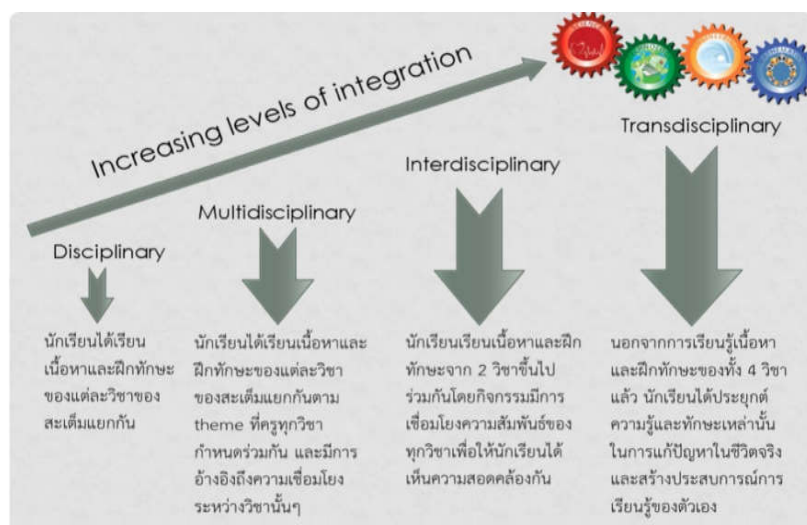 Increasing levels of integration
SCIENCE
Transdisciplinary
Interdisciplinary
Multidisciplinary
Disciplinary
นักเรียนได้เรียน
เนื้อหาและฝึกทักษะ
ของแต่ละวิชาของ
สะเต็มแยกกัน
นักเรียนได้เรียนเนื้อหาและ
ฝึกทักษะของแต่ละวิชา
ของสะเต็มแยกกันตาม
theme ที่ครูทุกวิชา
กำหนดร่วมกัน และมีการ
อ้างอิงถึงความเชื่อมโยง
ระหว่างวิชานั้นๆ
นักเรียนเรียนเนื้อหาและฝึก
ทักษะจาก 2 วิชาขึ้นไป
ร่วมกันโดยกิจกรรมมีการ
เชื่อมโยงความสัมพันธ์ของ
ทุกวิชาเพื่อให้นักเรียนได้
เห็นความสอดคล้องกัน
นอกจากการเรียนรู้เนื้อหา
และฝึกทักษะของทั้ง 4 วิชา
แล้ว นักเรียนได้ประยุกต์
ความรู้และทักษะเหล่านั้น
ในการแก้ปัญหาในชีวิตจริง
และสร้างประสบการณ์การ
เรียนรู้ของตัวเอง